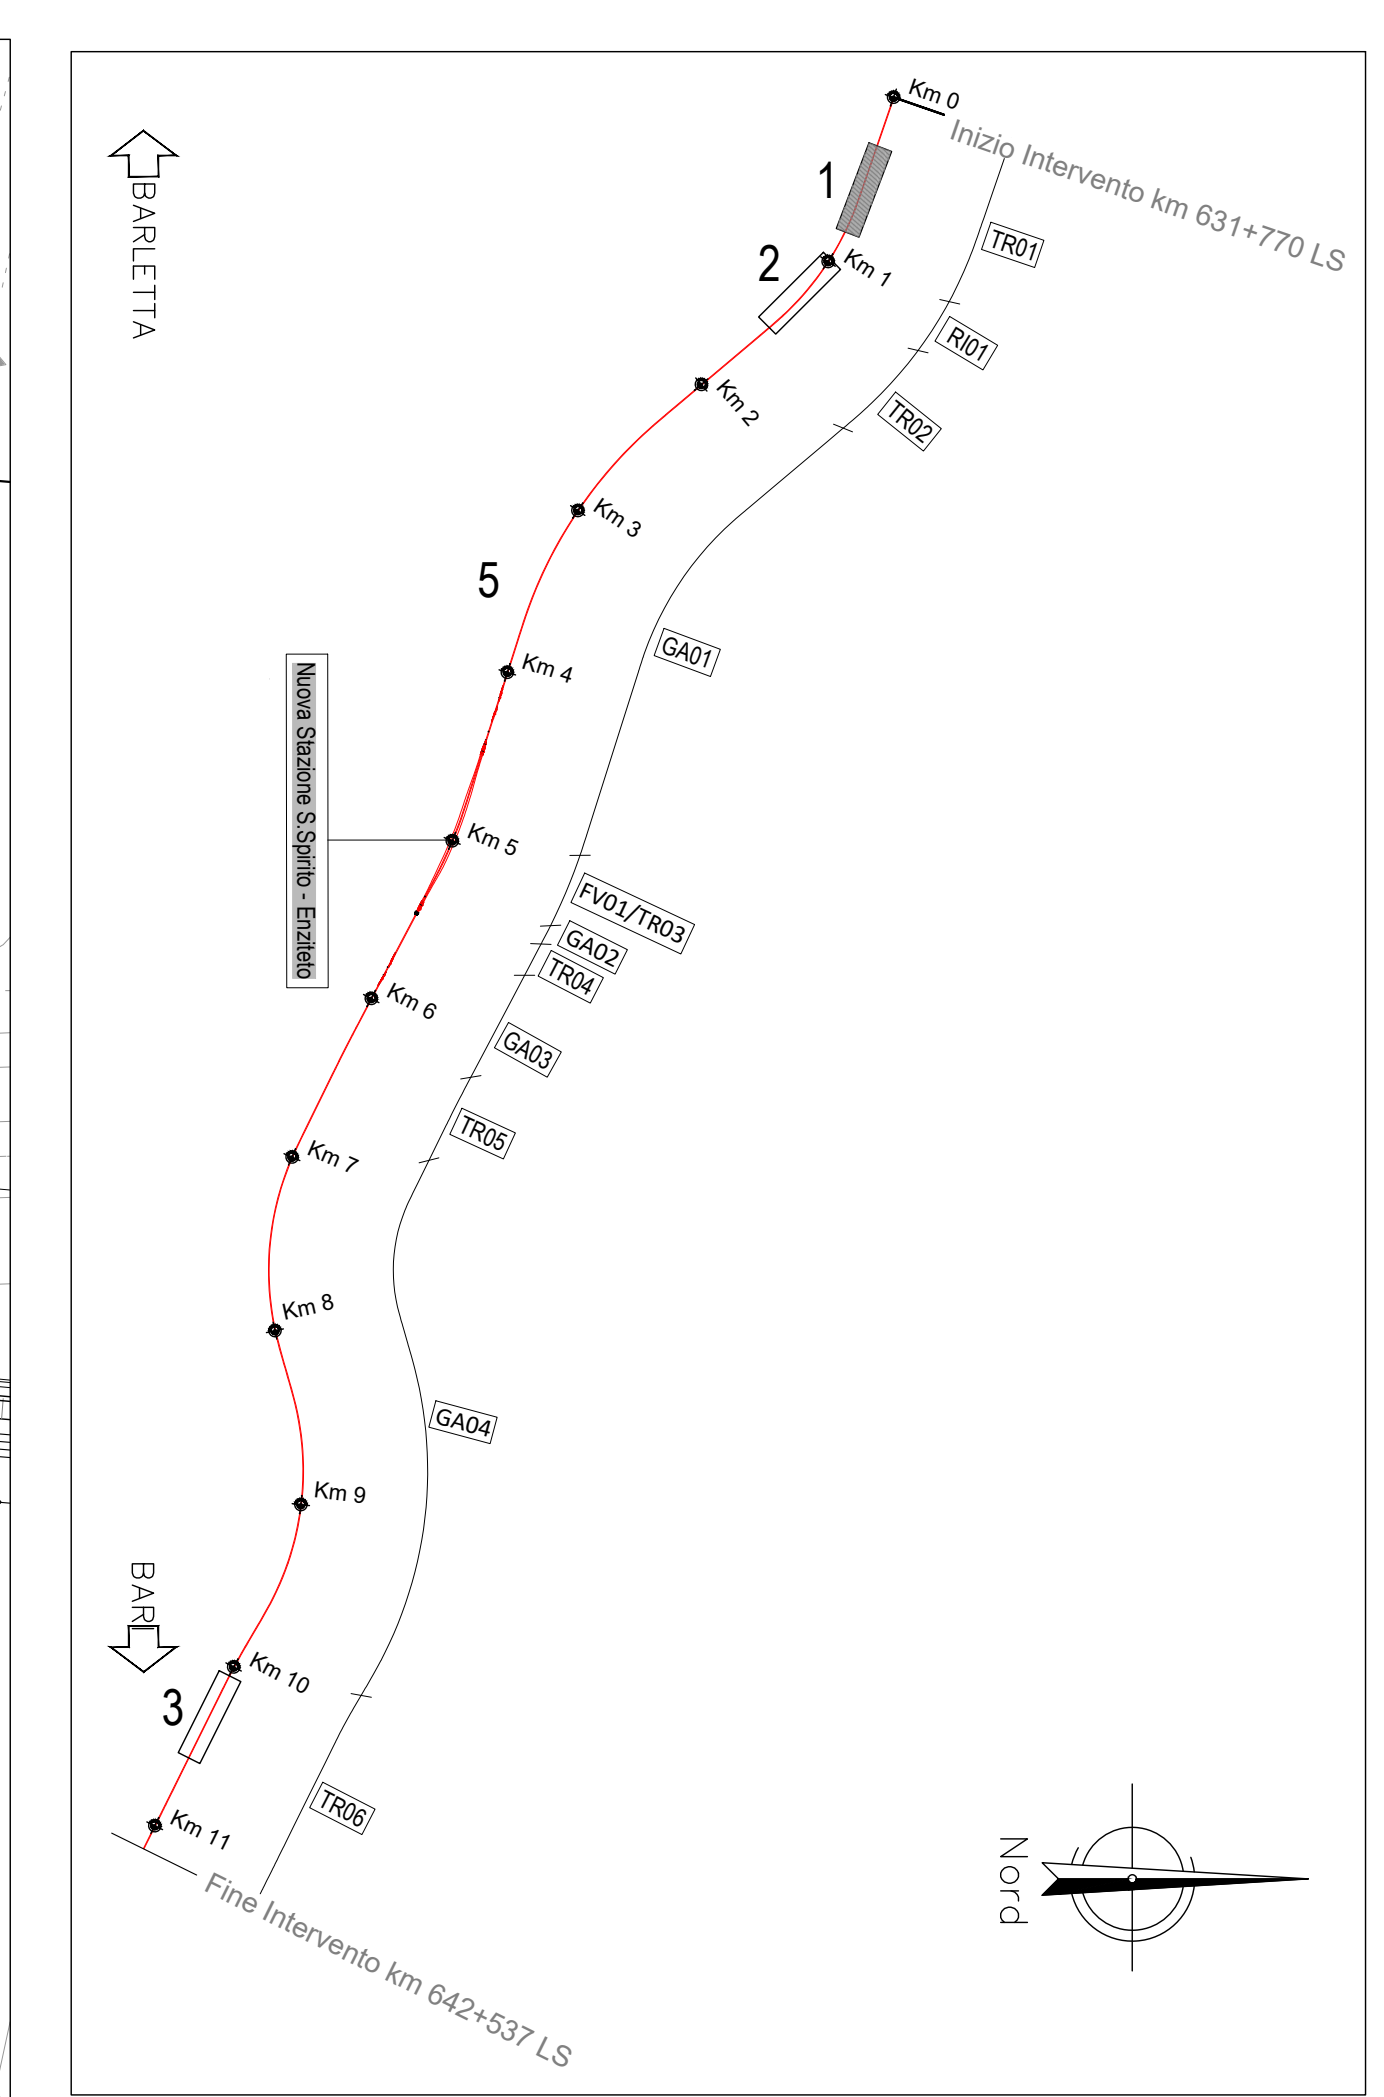 Km 0
Inizio Intervento km 631+770 LS
BARLETTA
1
TR01
2
Km 1
RI01
Km 2
TR02
Km 3
5
GA01
Km 4
Nuova Stazione S.Spirito - Enziteto
Km 5
FV01/TR03
GA02
TR04
Km 6
GA03
TR05
Km 7
Km 8
GA04
Km 9
BARI
Km 10
3
TR06
Km 11
Fine Intervento km 642+537 LS
Nord